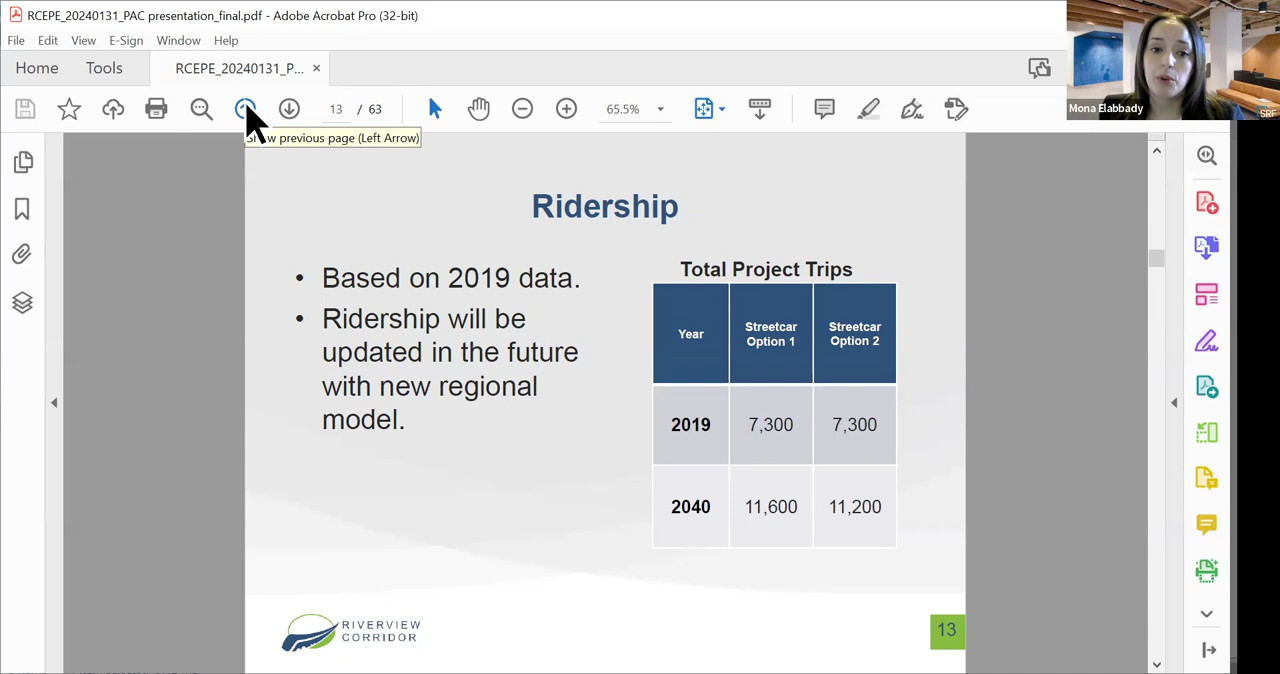 RCEPE_20240131_PAC presentation_final.pdf - Adobe Acrobat Pro (32-bit)
File Edit View E-Sign Window Help
Home Tools RCEPE_20240131_P... ×
13 / 63 65.5%
Show previous page (Left Arrow)
Mona Elabbady
SRF
Ridership
• Based on 2019 data.
• Ridership will be
updated in the future
with new regional
model.
Total Project Trips
Year Streetcar Option 1 Streetcar Option 2
2019 7,300 7,300
2040 11,600 11,200
RIVERVIEW
CORRIDOR
13